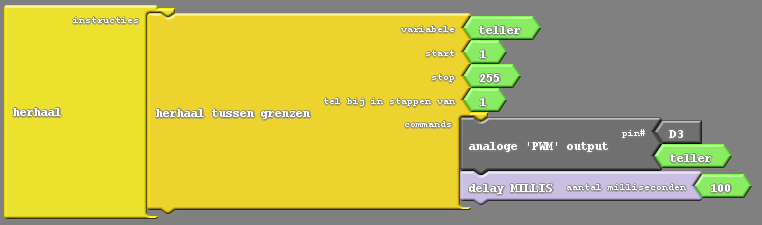 instructies
variabele teller
start 1
stop 255
herhaal
herhaal tussen grenzen
tel bij in stappen van 1
commands
pin# D3
analoge 'PWM' output
teller
delay MILLIS aantal milliseconden 100